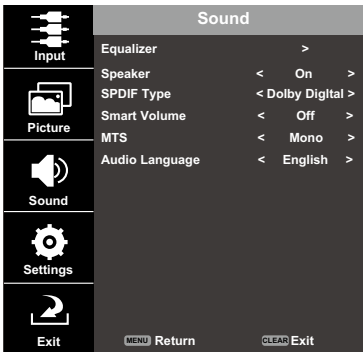 Sound
Input
Equalizer >
Speaker < On >
SPDIF Type < Dolby Digltal >
Smart Volume < Off >
MTS < Mono >
Audio Language < English >
Picture
Sound
Settings
Exit
MENU Return CLEAR Exit